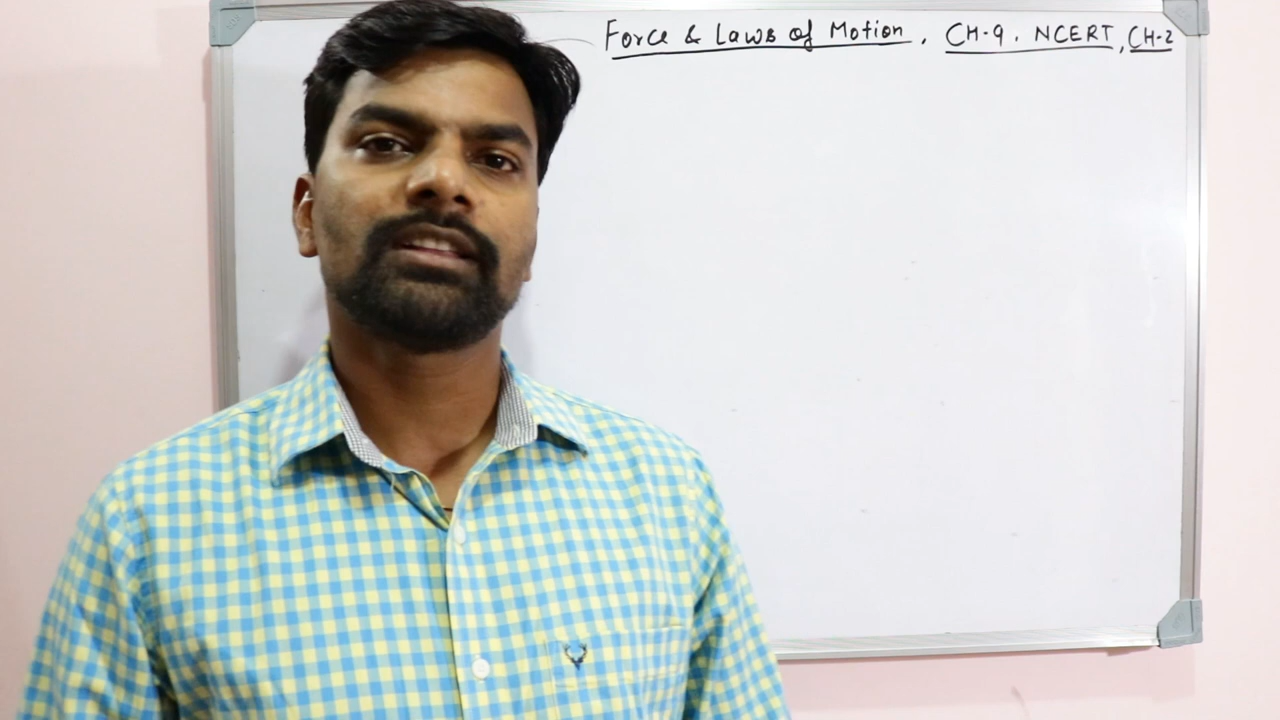 Force & Laws of Motion, CH-9, NCERT, CH-2